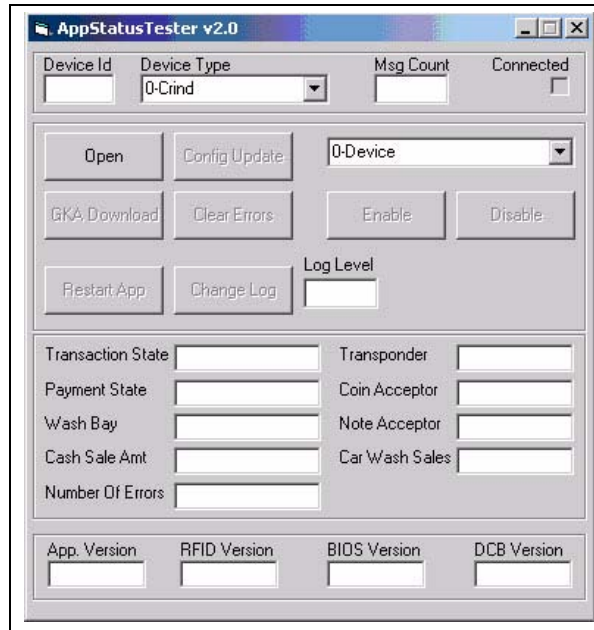 AppStatusTester v2.0
Device Id Device Type Msg Count Connected
0-Crind
Open Config Update 0-Device
GKA Download Clear Errors Enable Disable
Log Level
Restart App Change Log
Transaction State Transponder
Payment State Coin Acceptor
Wash Bay Note Acceptor
Cash Sale Amt Car Wash Sales
Number Of Errors
App. Version RFID Version BIOS Version DCB Version